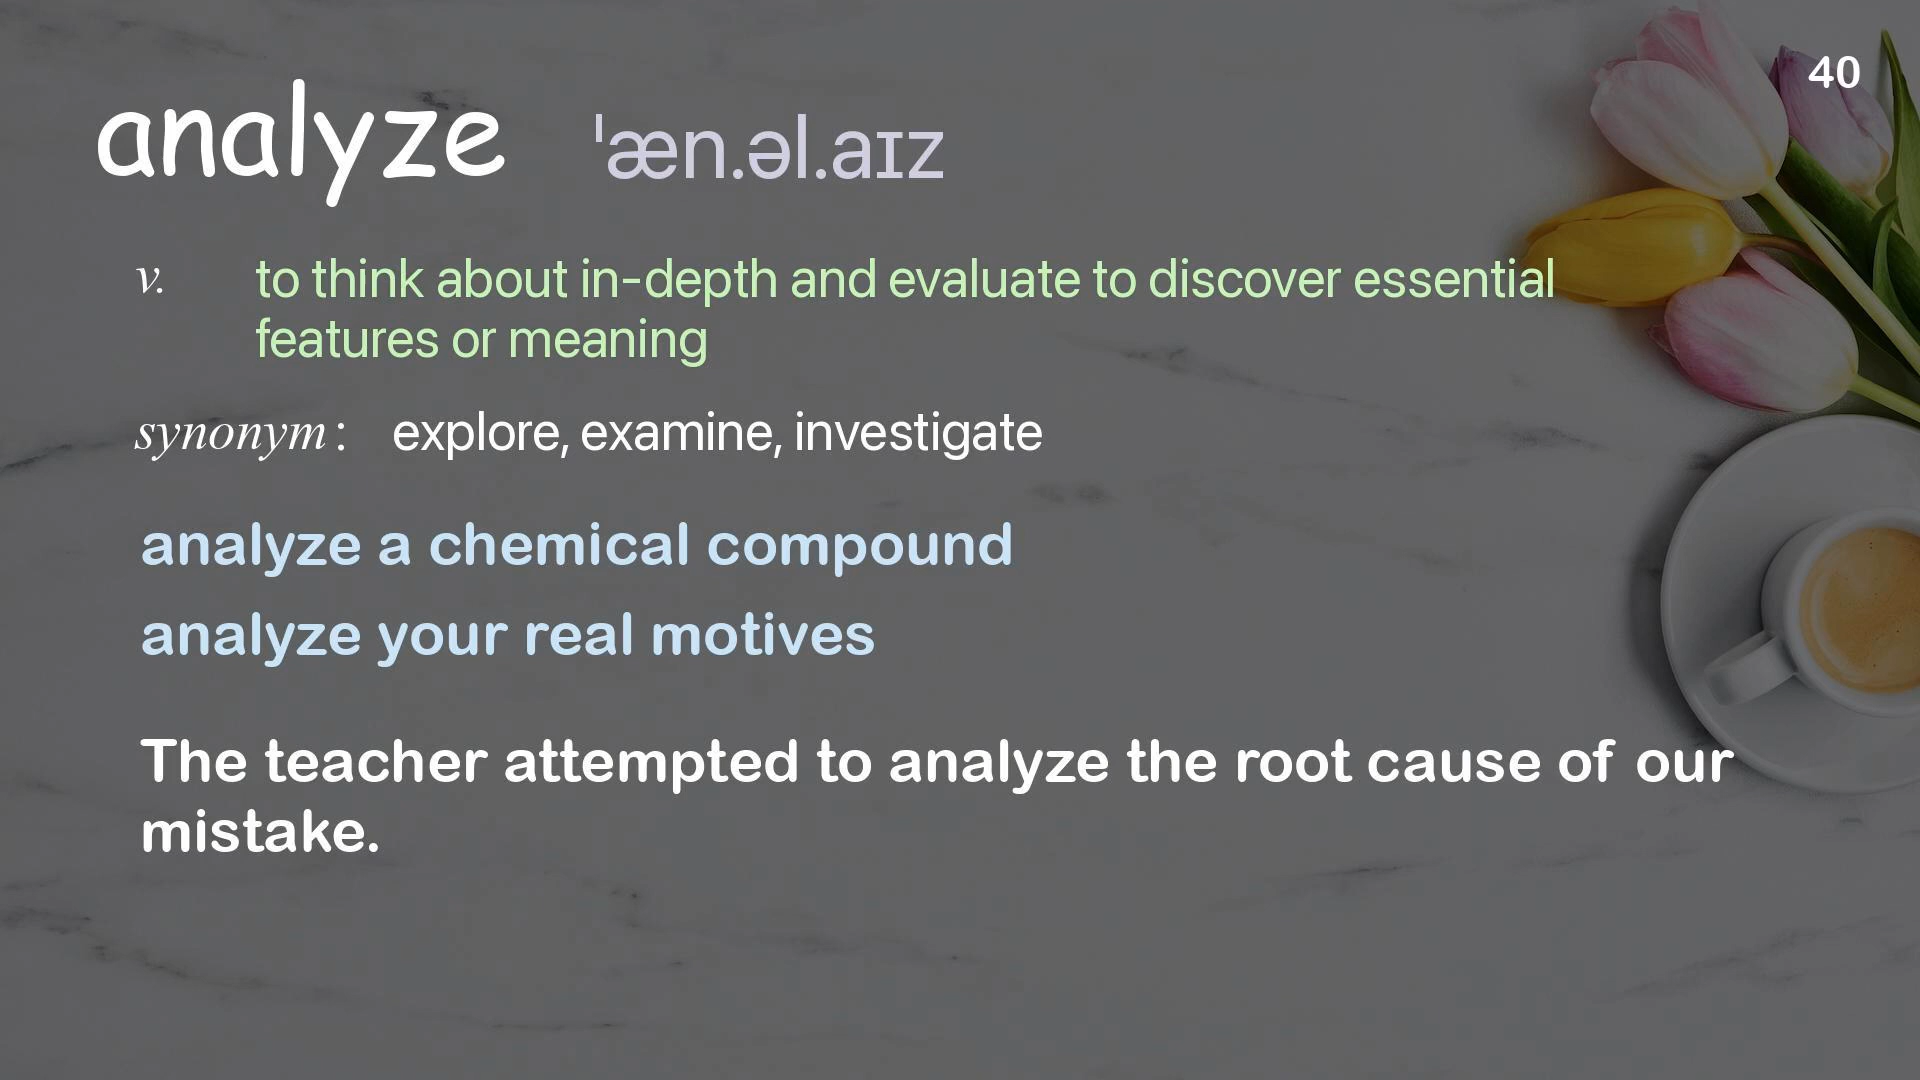 40
analyze ˈæn.əl.aɪz
v. to think about in-depth and evaluate to discover essential
features or meaning
synonym: explore, examine, investigate
analyze a chemical compound
analyze your real motives
The teacher attempted to analyze the root cause of our
mistake.